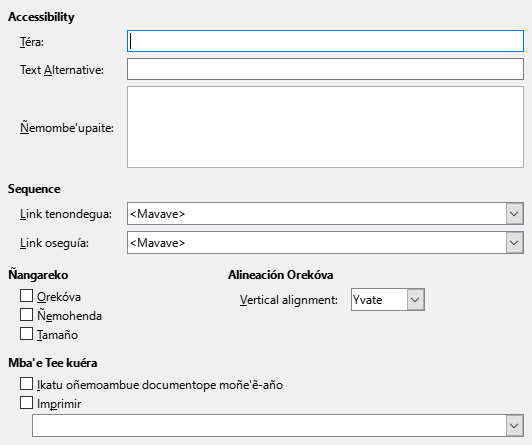 Accessibility
Téra:
Text Alternative:
Ñemombe'upaite:
Sequence
Link tenondegua:
<Mavave>
Link oseguía:
<Mavave>
Ñangareko
Alineación Orekóva
Orekóva
Vertical alignment:
Yvate
Ñemohenda
Tamaño
Mba'e Tee kuéra
Ikatu oñemoambue documentope moñe'ẽ-año
Imprimir